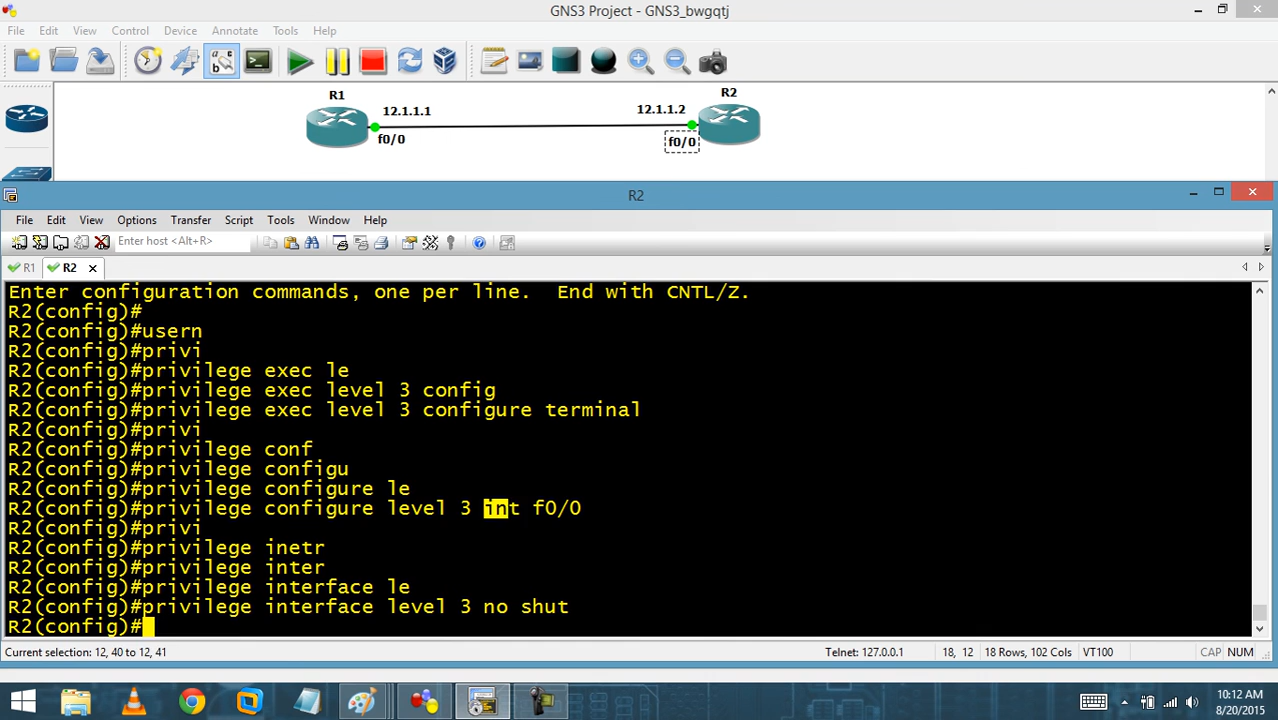 GNS3 Project - GNS3_bwgqtj
File Edit View Control Device Annotate Tools Help
R1
R2
12.1.1.1
12.1.1.2
f0/0
f0/0
R2
File Edit View Options Transfer Script Tools Window Help
Enter host <Alt+R>
R1 R2
Enter configuration commands, one per line.  End with CNTL/Z.
R2(config)#
R2(config)#usern
R2(config)#privi
R2(config)#privilege exec le
R2(config)#privilege exec level 3 config
R2(config)#privilege exec level 3 configure terminal
R2(config)#privi
R2(config)#privilege conf
R2(config)#privilege configu
R2(config)#privilege configure le
R2(config)#privilege configure level 3 int f0/0
R2(config)#privi
R2(config)#privilege inetr
R2(config)#privilege inter
R2(config)#privilege interface le
R2(config)#privilege interface level 3 no shut
R2(config)#
Current selection: 12, 40 to 12, 41 Telnet: 127.0.0.1 18, 12 18 Rows, 102 Cols VT100 CAP NUM
10:12 AM
8/20/2015